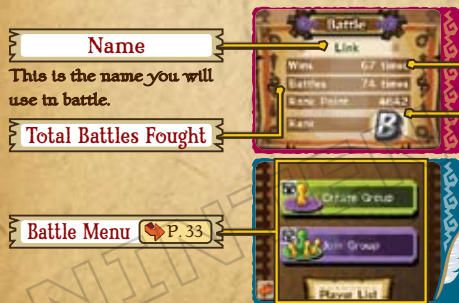 Name
This is the name you will
use in battle.
Total Battles Fought
Battle Menu P.33
Battle
Link
Wins 67 times
Battles 74 times
Rank Point 4642
Rank B
Create Group
Join Group
Player List